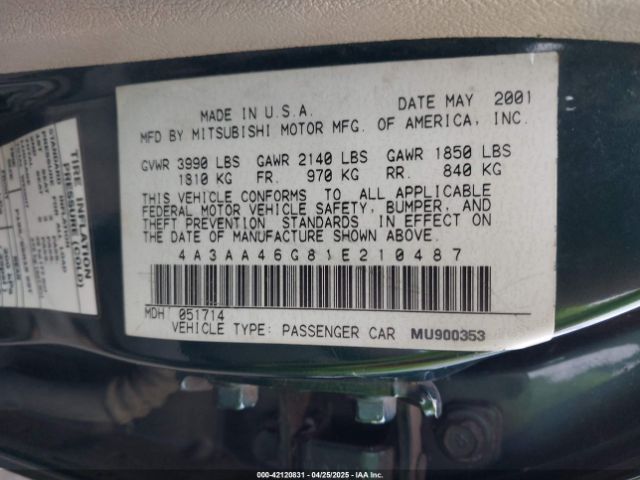 MADE IN U.S.A. DATE MAY 2001
MFD BY MITSUBISHI MOTOR MFG. OF AMERICA, INC.
GVWR 3990 LBS GAWR 2140 LBS GAWR 1850 LBS
1810 KG FR. 970 KG RR. 840 KG
THIS VEHICLE CONFORMS TO ALL APPLICABLE
FEDERAL MOTOR VEHICLE SAFETY, BUMPER, AND
THEFT PREVENTION STANDARDS IN EFFECT ON
THE DATE OF MANUFACTURE SHOWN ABOVE.
4A3AA46G81E210487
MDH 051714
VEHICLE TYPE: PASSENGER CAR MU900353
TIRE INFLATION
PRESSURE (COLD)
000-42120831 - 04/25/2025 - IAA Inc.